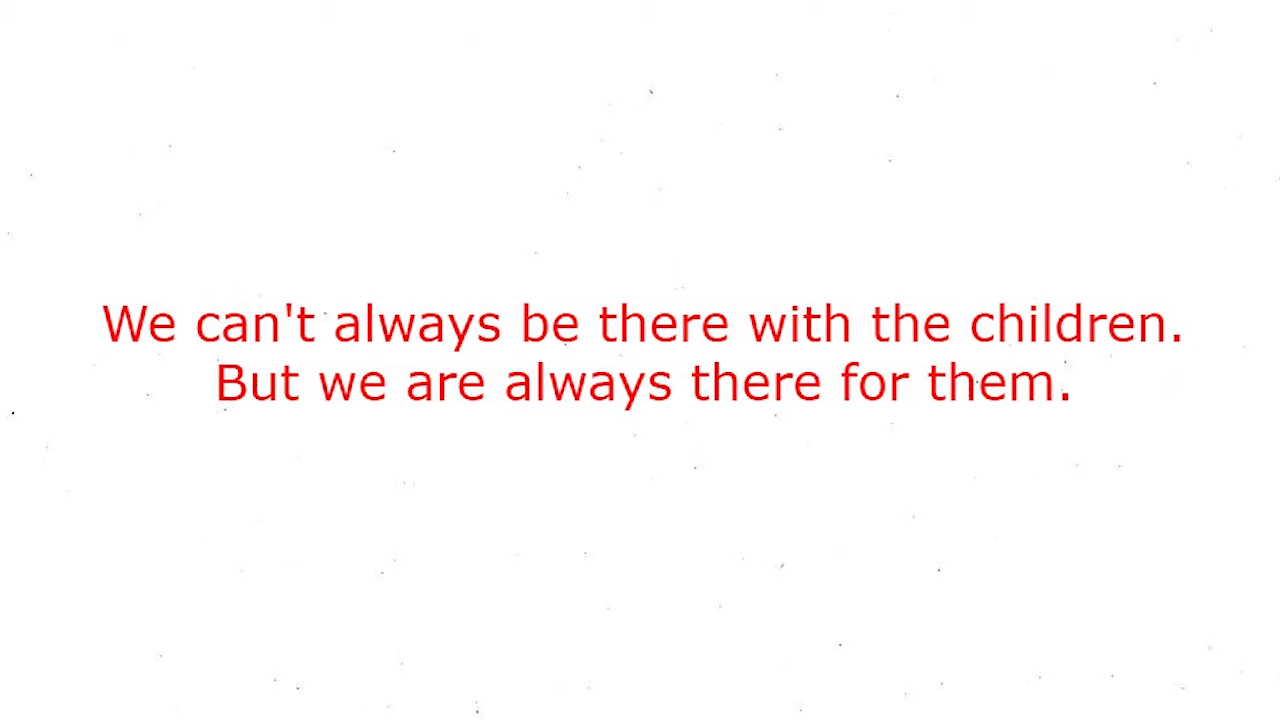 We can't always be there with the children.
But we are always there for them.